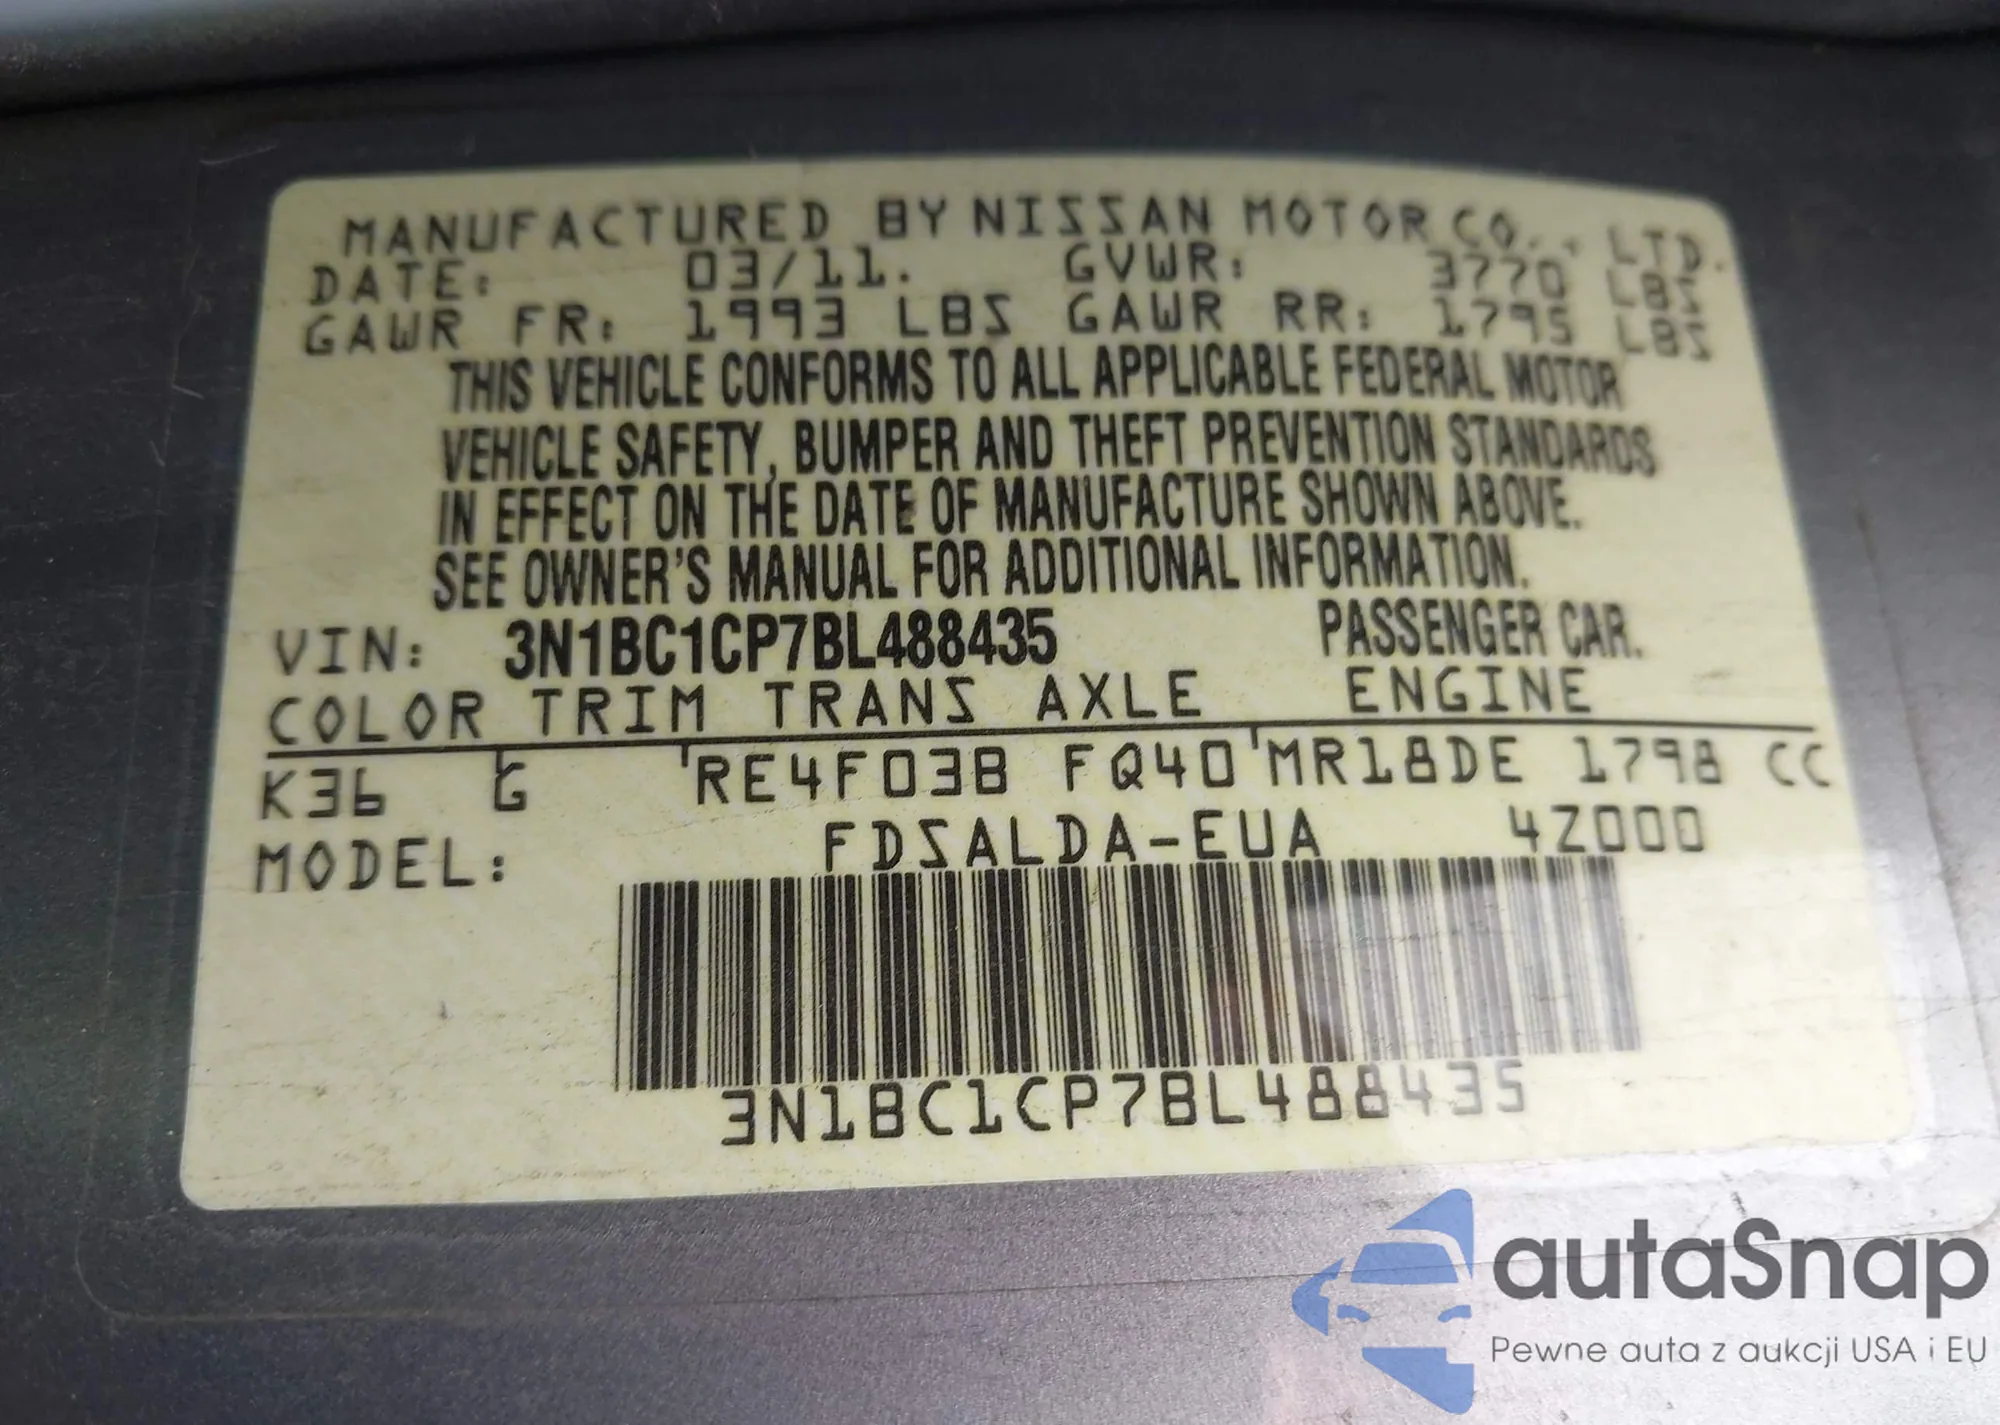 MANUFACTURED BY NISSAN MOTOR CO., LTD.
DATE: 03/11. GVWR: 3770 LBS
GAWR FR: 1993 LBS GAWR RR: 1795 LBS
THIS VEHICLE CONFORMS TO ALL APPLICABLE FEDERAL MOTOR
VEHICLE SAFETY, BUMPER AND THEFT PREVENTION STANDARDS
IN EFFECT ON THE DATE OF MANUFACTURE SHOWN ABOVE.
SEE OWNER'S MANUAL FOR ADDITIONAL INFORMATION.
VIN: 3N1BC1CP7BL488435 PASSENGER CAR.
COLOR TRIM TRANS AXLE ENGINE
K36 G RE4F03B FQ40 MR18DE 1798 CC
MODEL: FDSALDA-EUA 4Z000
3N1BC1CP7BL488435
autaSnap
Pewne auta z aukcji USA i EU